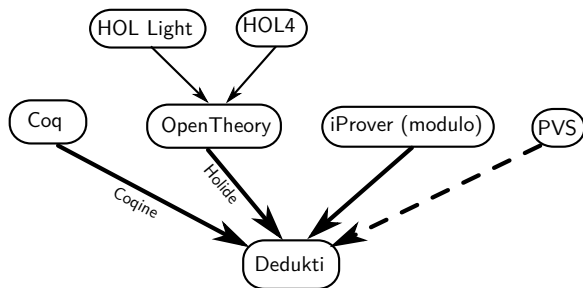 HOL Light
HOL4
Coq
OpenTheory
iProver (modulo)
PVS
Coqine
Holide
Dedukti